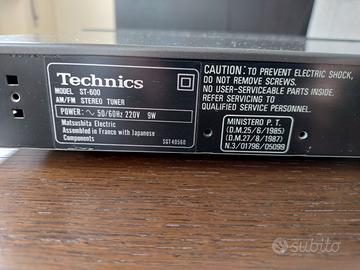 Technics
MODEL ST-600
AM/FM STEREO TUNER
POWER: ∿ 50/60Hz 220V 9W
Matsushita Electric
Assembled in France with Japanese
Components
SGT40560
CAUTION: TO PREVENT ELECTRIC SHOCK,
DO NOT REMOVE SCREWS.
NO USER-SERVICEABLE PARTS INSIDE.
REFER SERVICING TO
QUALIFIED SERVICE PERSONNEL.
MINISTERO P. T.
(D.M.25/6/1985)
(D.M.27/8/1987)
N.3/01796/05099
subito